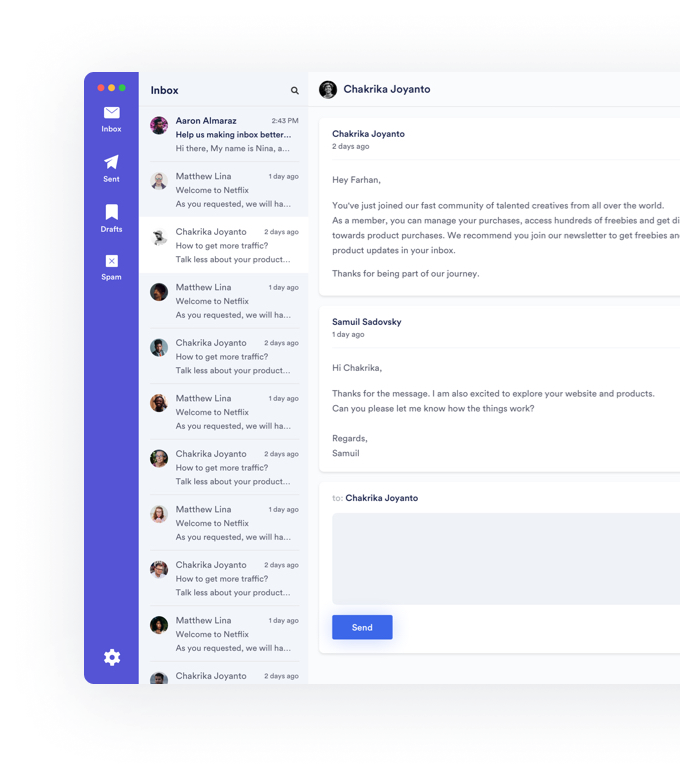 Inbox
Sent
Drafts
Spam
Inbox
Aaron Almaraz 2:43 PM
Help us making inbox better...
Hi there, My name is Nina, a...
Matthew Lina 1 day ago
Welcome to Netflix
As you requested, we will ha...
Chakrika Joyanto 2 days ago
How to get more traffic?
Talk less about your product...
Matthew Lina 1 day ago
Welcome to Netflix
As you requested, we will ha...
Chakrika Joyanto 2 days ago
How to get more traffic?
Talk less about your product...
Matthew Lina 1 day ago
Welcome to Netflix
As you requested, we will ha...
Chakrika Joyanto 2 days ago
How to get more traffic?
Talk less about your product...
Matthew Lina 1 day ago
Welcome to Netflix
As you requested, we will ha...
Chakrika Joyanto 2 days ago
How to get more traffic?
Talk less about your product...
Matthew Lina 1 day ago
Welcome to Netflix
As you requested, we will ha...
Chakrika Joyanto 2 days ago
Chakrika Joyanto
Chakrika Joyanto
2 days ago
Hey Farhan,
You've just joined our fast community of talented creatives from all over the world.
As a member, you can manage your purchases, access hundreds of freebies and get di
towards product purchases. We recommend you join our newsletter to get freebies an
product updates in your inbox.
Thanks for being part of our journey.
Samuil Sadovsky
1 day ago
Hi Chakrika,
Thanks for the message. I am also excited to explore your website and products.
Can you please let me know how the things work?
Regards,
Samuil
to: Chakrika Joyanto
Send